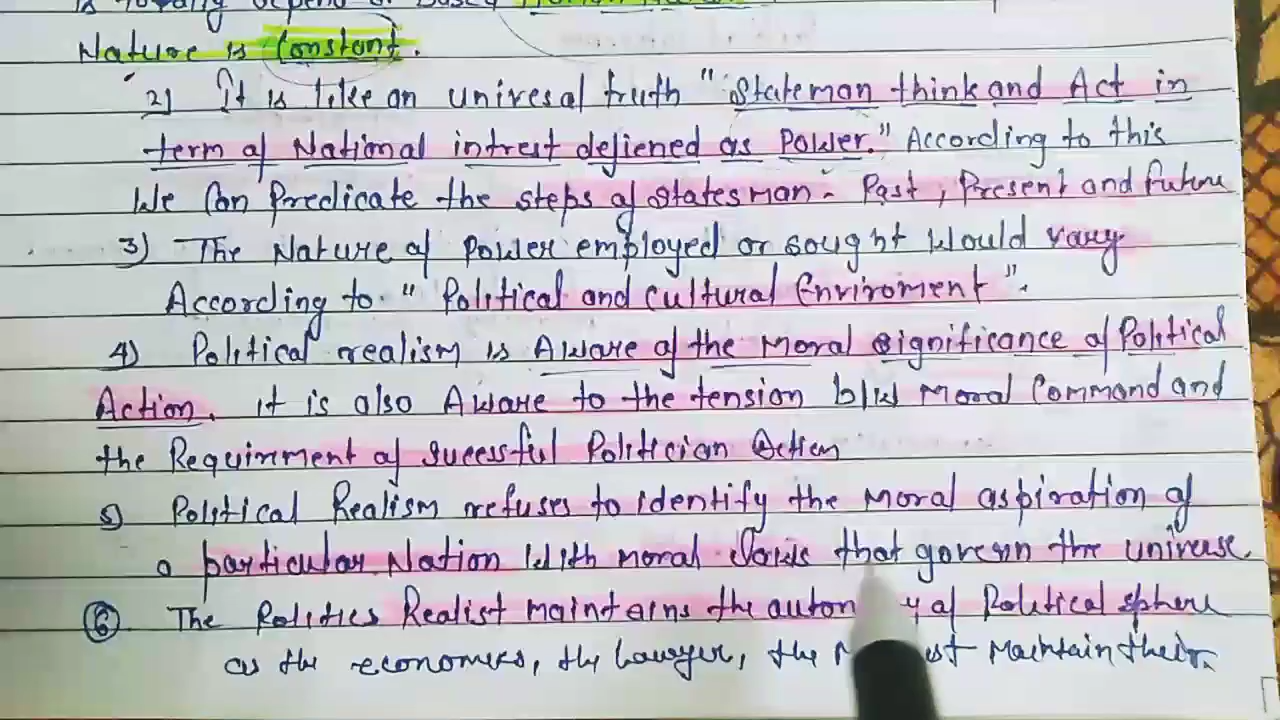 Nature is Constant.
2) It is like an univesal truth "Stateman think and Act in
term of National intrest defiened as Power." According to this
We Can Predicate the steps of statesman - Past, Present and future
3) The Nature of Power employed or sought Would vary
According to "Political and Cultural Enviroment".
4) Political realism is Aware of the Moral significance of Political
Action. it is also Aware to the tension b/w Moral Command and
the Requirment of sucessful Politician Action
5) Political Realism refuses to identify the Moral aspiration of
a particular Nation With moral that govern the universe.
6 The Politics Realist maintains the auton y of Political sphere
as the economics, the lawyer, the M ist Maintain their